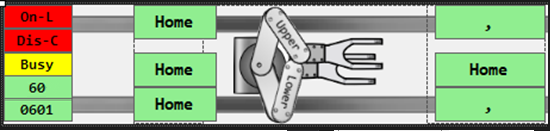 On-L
Dis-C
Busy
60
0601
Home
Home
Home
Upper
Lower
,
Home
,